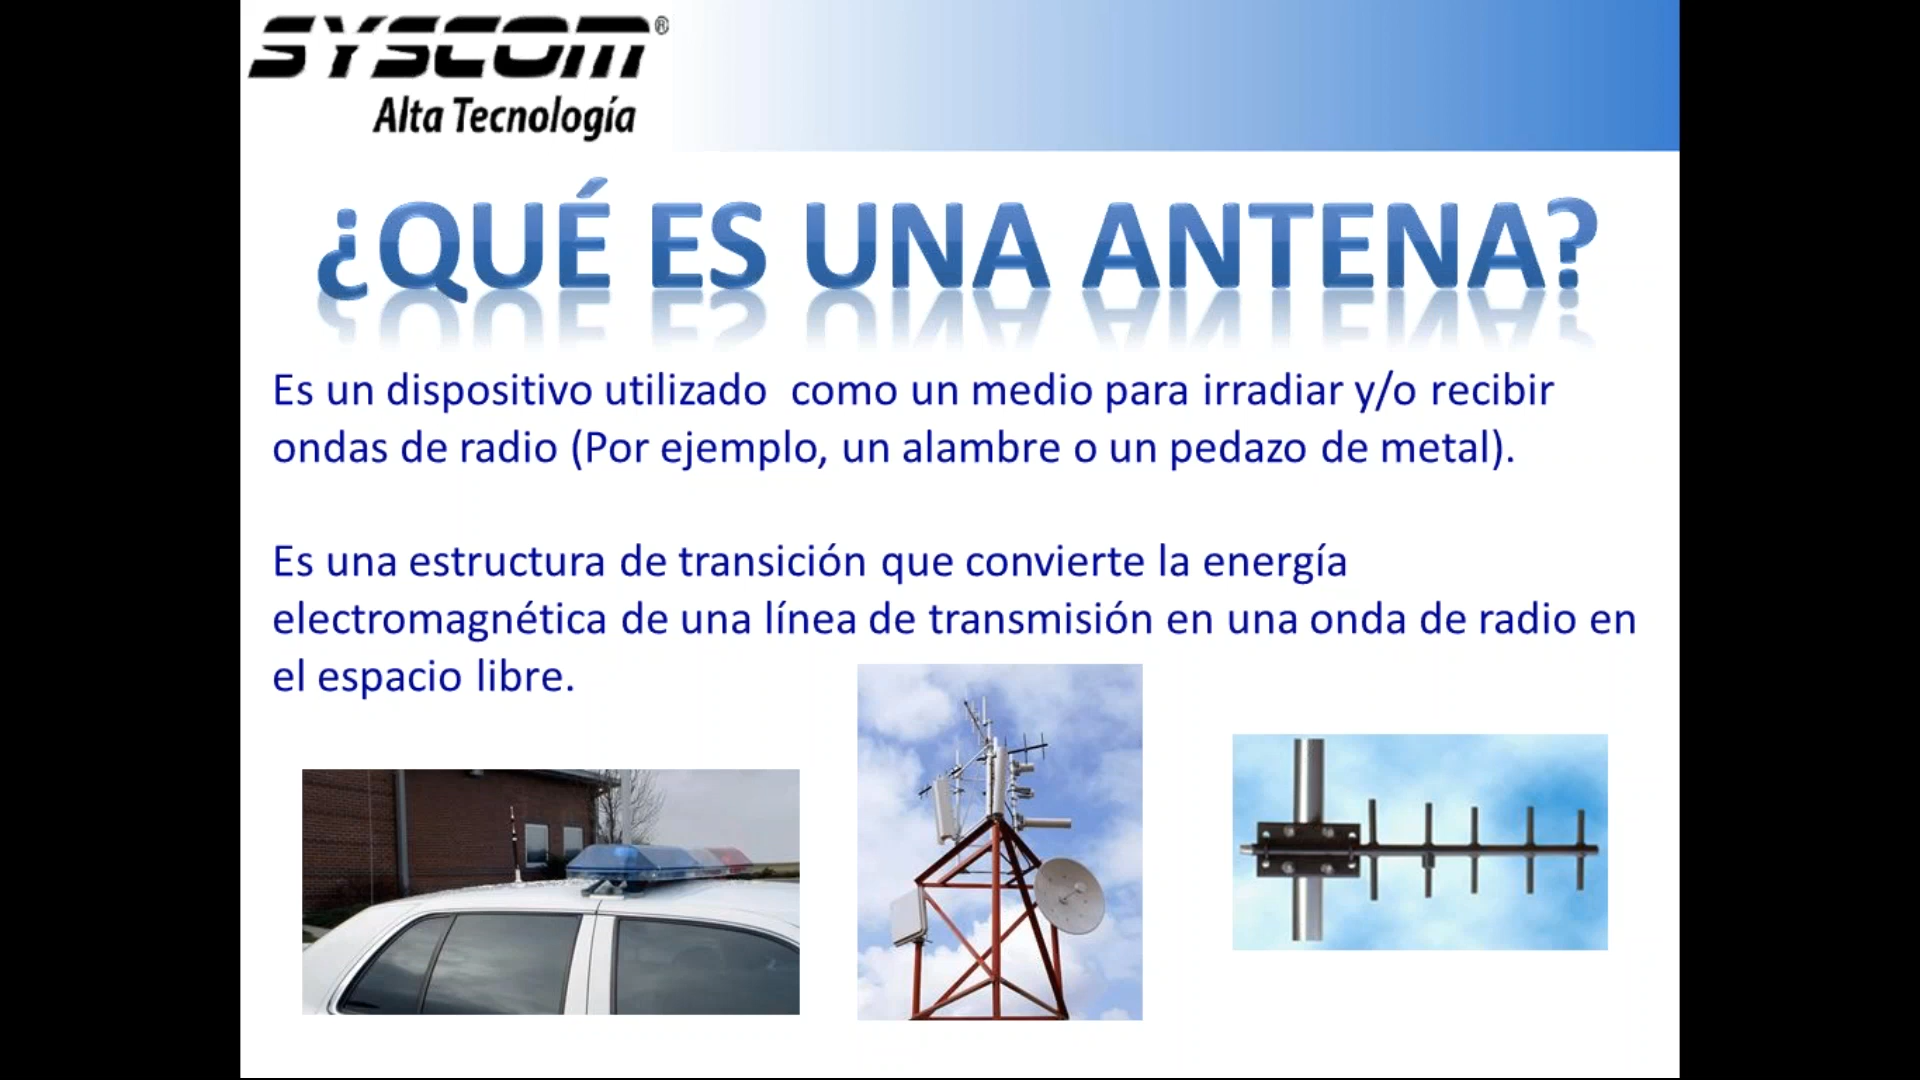 SYSCOM®
Alta Tecnología
¿QUÉ ES UNA ANTENA?
Es un dispositivo utilizado como un medio para irradiar y/o recibir
ondas de radio (Por ejemplo, un alambre o un pedazo de metal).
Es una estructura de transición que convierte la energía
electromagnética de una línea de transmisión en una onda de radio en
el espacio libre.